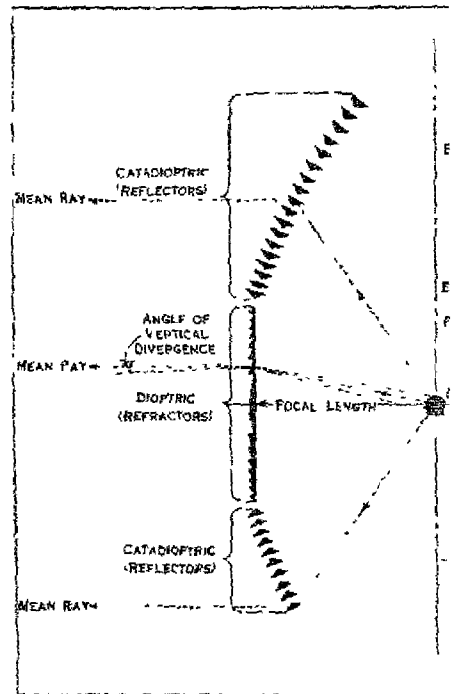 CATADIOPTRIC
(REFLECTORS)
MEAN RAY
ANGLE OF
VERTICAL
DIVERGENCE
MEAN RAY
DIOPTRIC
(REFRACTORS)
FOCAL LENGTH
CATADIOPTRIC
(REFLECTORS)
MEAN RAY